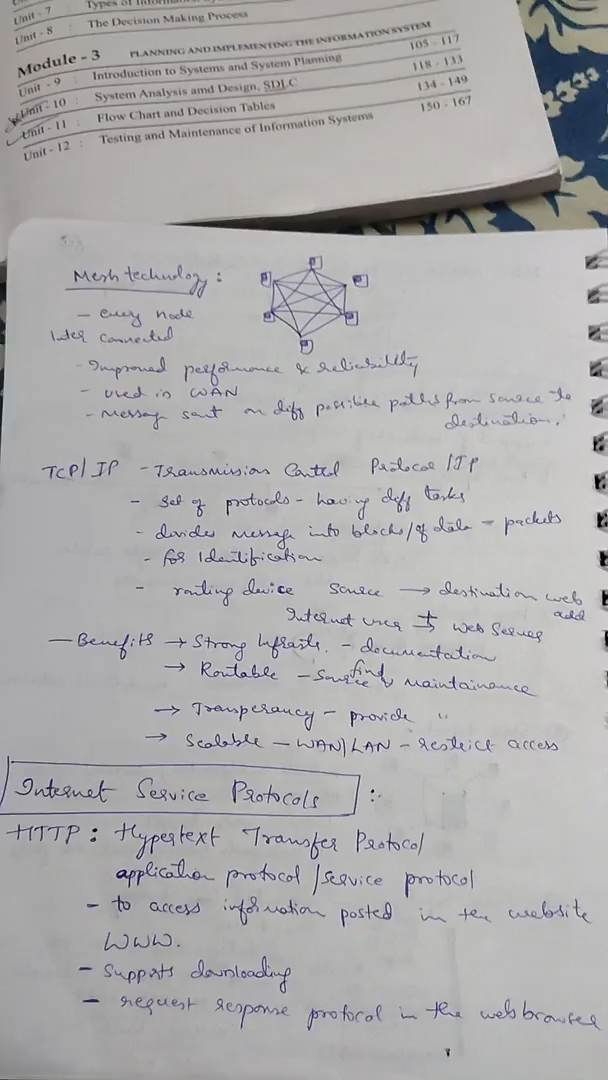 Unit - 7 : Types of Information
Unit - 8 : The Decision Making Process
Module - 3 PLANNING AND IMPLEMENTING THE INFORMATION SYSTEM
Unit - 9 : Introduction to Systems and System Planning 105 - 117
Unit - 10 : System Analysis amd Design, SDLC 118 - 133
Unit - 11 : Flow Chart and Decision Tables 134 - 149
Unit - 12 : Testing and Maintenance of Information Systems 150 - 167
Mesh technology :
- every node
Inter connected
- Improved performance & reliability
- used in WAN
- Message sent on diff possible paths from source to
destination.
TCP/IP - Transmission Control Protocol /IP
- Set of protocols - having diff tasks
- divides message into blocks/of data - packets
- for Identification
- routing device source → destination web
add
Internet user → web server
- Benefits → Strong Infrastr. - documentation
→ Routable - Source find & Maintainence
→ Transperancy - provide "
→ Scalable - WAN/LAN - restrict access
Internet Service Protocols :-
HTTP : Hypertext Transfer Protocol
application protocol /service protocol
- to access information posted in the website
WWW.
- Supports downloading
- request response protocol in the web browser